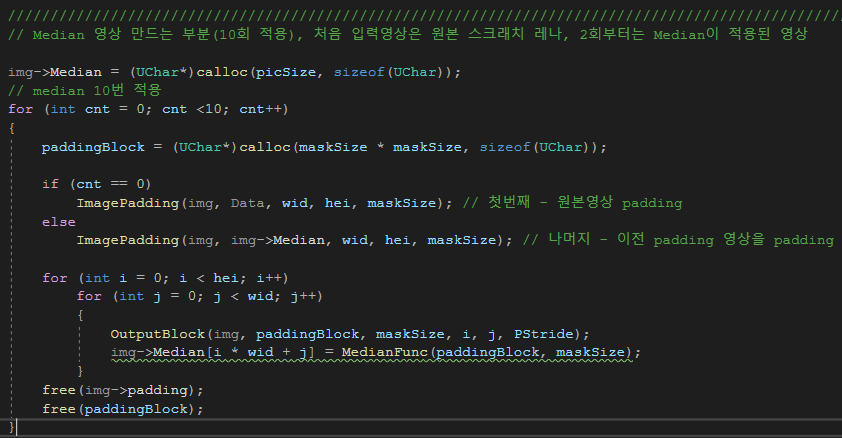 ////////////////////////////////////////////////////////////////////////////////////////////////
// Median 영상 만드는 부분(10회 적용), 처음 입력영상은 원본 스크래치 레나, 2회부터는 Median이 적용된 영상
img->Median = (UChar*)calloc(picSize, sizeof(UChar));
// median 10번 적용
for (int cnt = 0; cnt <10; cnt++)
{
paddingBlock = (UChar*)calloc(maskSize * maskSize, sizeof(UChar));
if (cnt == 0)
ImagePadding(img, Data, wid, hei, maskSize); // 첫번째 - 원본영상 padding
else
ImagePadding(img, img->Median, wid, hei, maskSize); // 나머지 - 이전 padding 영상을 padding
for (int i = 0; i < hei; i++)
for (int j = 0; j < wid; j++)
{
OutputBlock(img, paddingBlock, maskSize, i, j, PStride);
img->Median[i * wid + j] = MedianFunc(paddingBlock, maskSize);
}
free(img->padding);
free(paddingBlock);
}